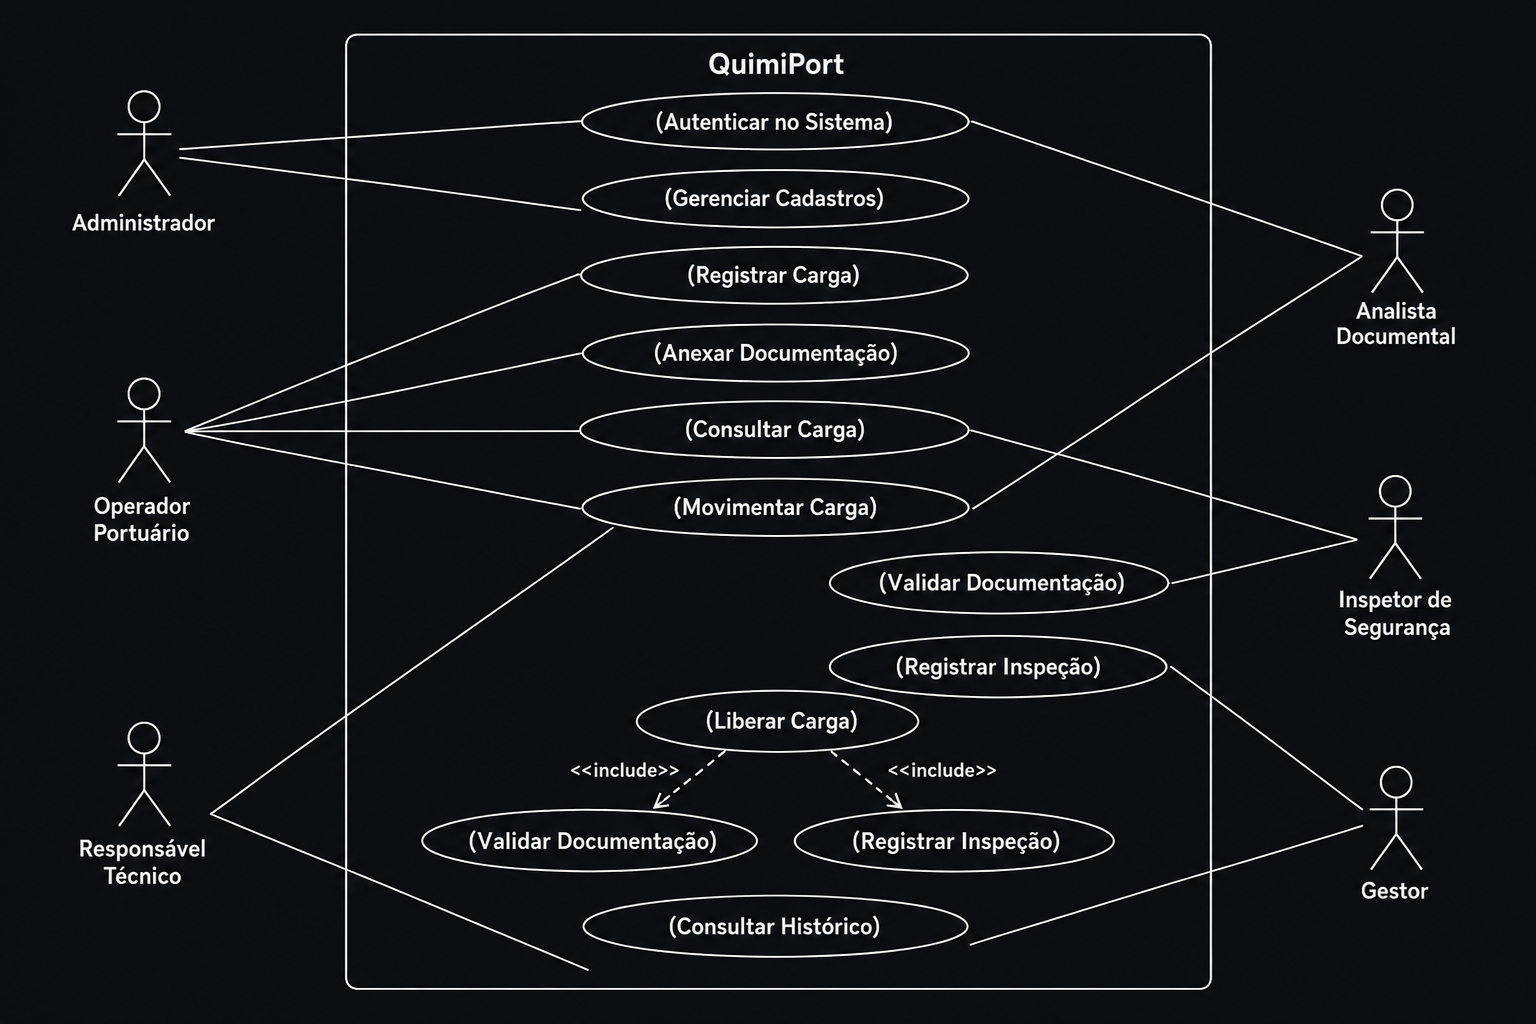 QuimiPort
(Autenticar no Sistema)
(Gerenciar Cadastros)
Administrador
(Registrar Carga)
Analista
Documental
(Anexar Documentação)
(Consultar Carga)
Operador
Portuário
(Movimentar Carga)
(Validar Documentação)
Inspetor de
Segurança
(Registrar Inspeção)
(Liberar Carga)
<<include>>
<<include>>
(Validar Documentação)
(Registrar Inspeção)
Responsável
Técnico
Gestor
(Consultar Histórico)